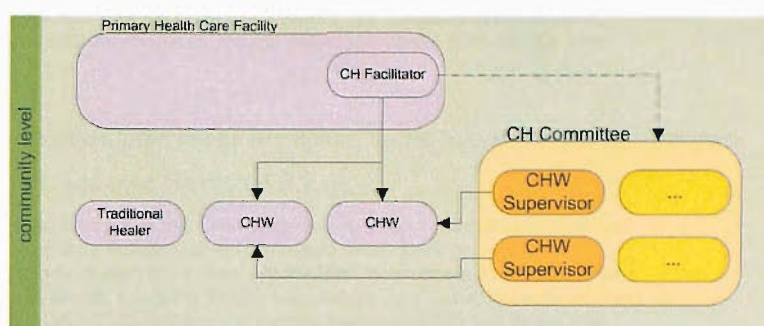 Primary Health Care Facility
CH Facilitator
community level
CH Committee
CHW
Supervisor
...
Traditional
Healer
CHW
CHW
CHW
Supervisor
...